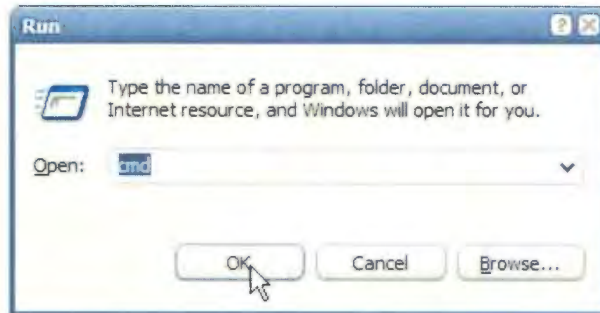 Run
Type the name of a program, folder, document, or
Internet resource, and Windows will open it for you.
Open: cmd
OK Cancel Browse...